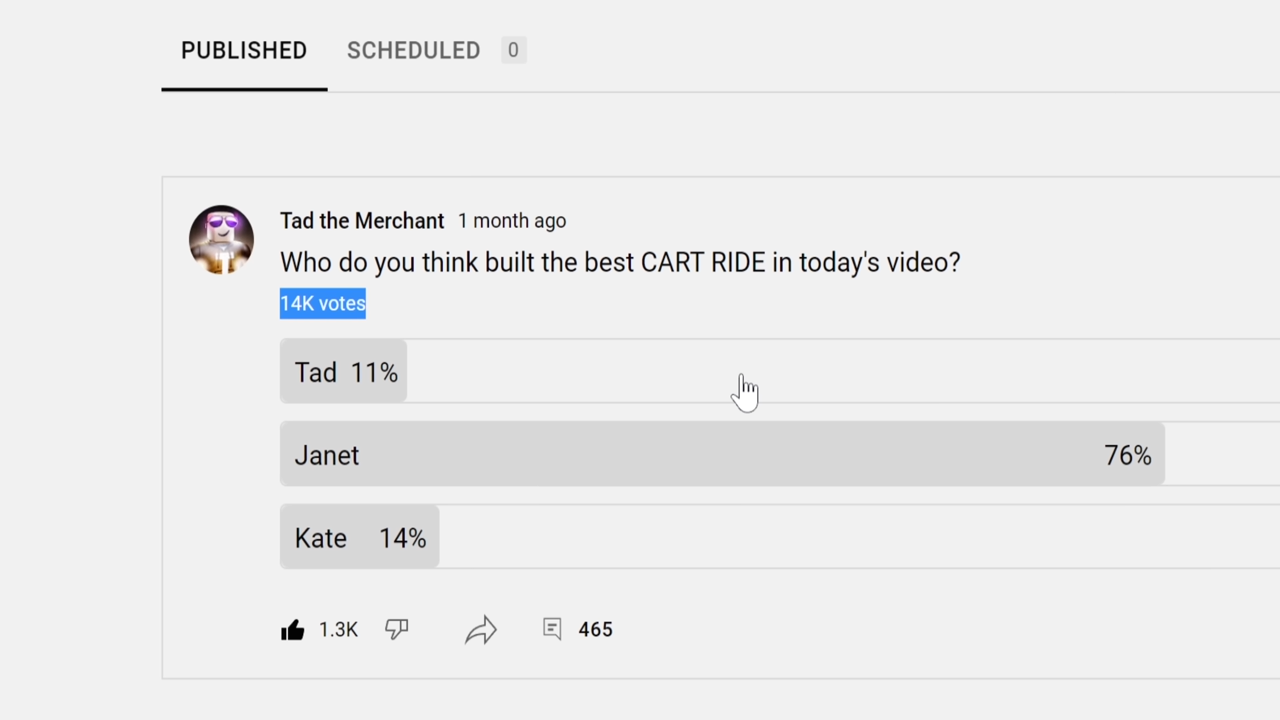 PUBLISHED SCHEDULED 0
Tad the Merchant 1 month ago
Who do you think built the best CART RIDE in today's video?
14K votes
Tad 11%
Janet 76%
Kate 14%
1.3K 465